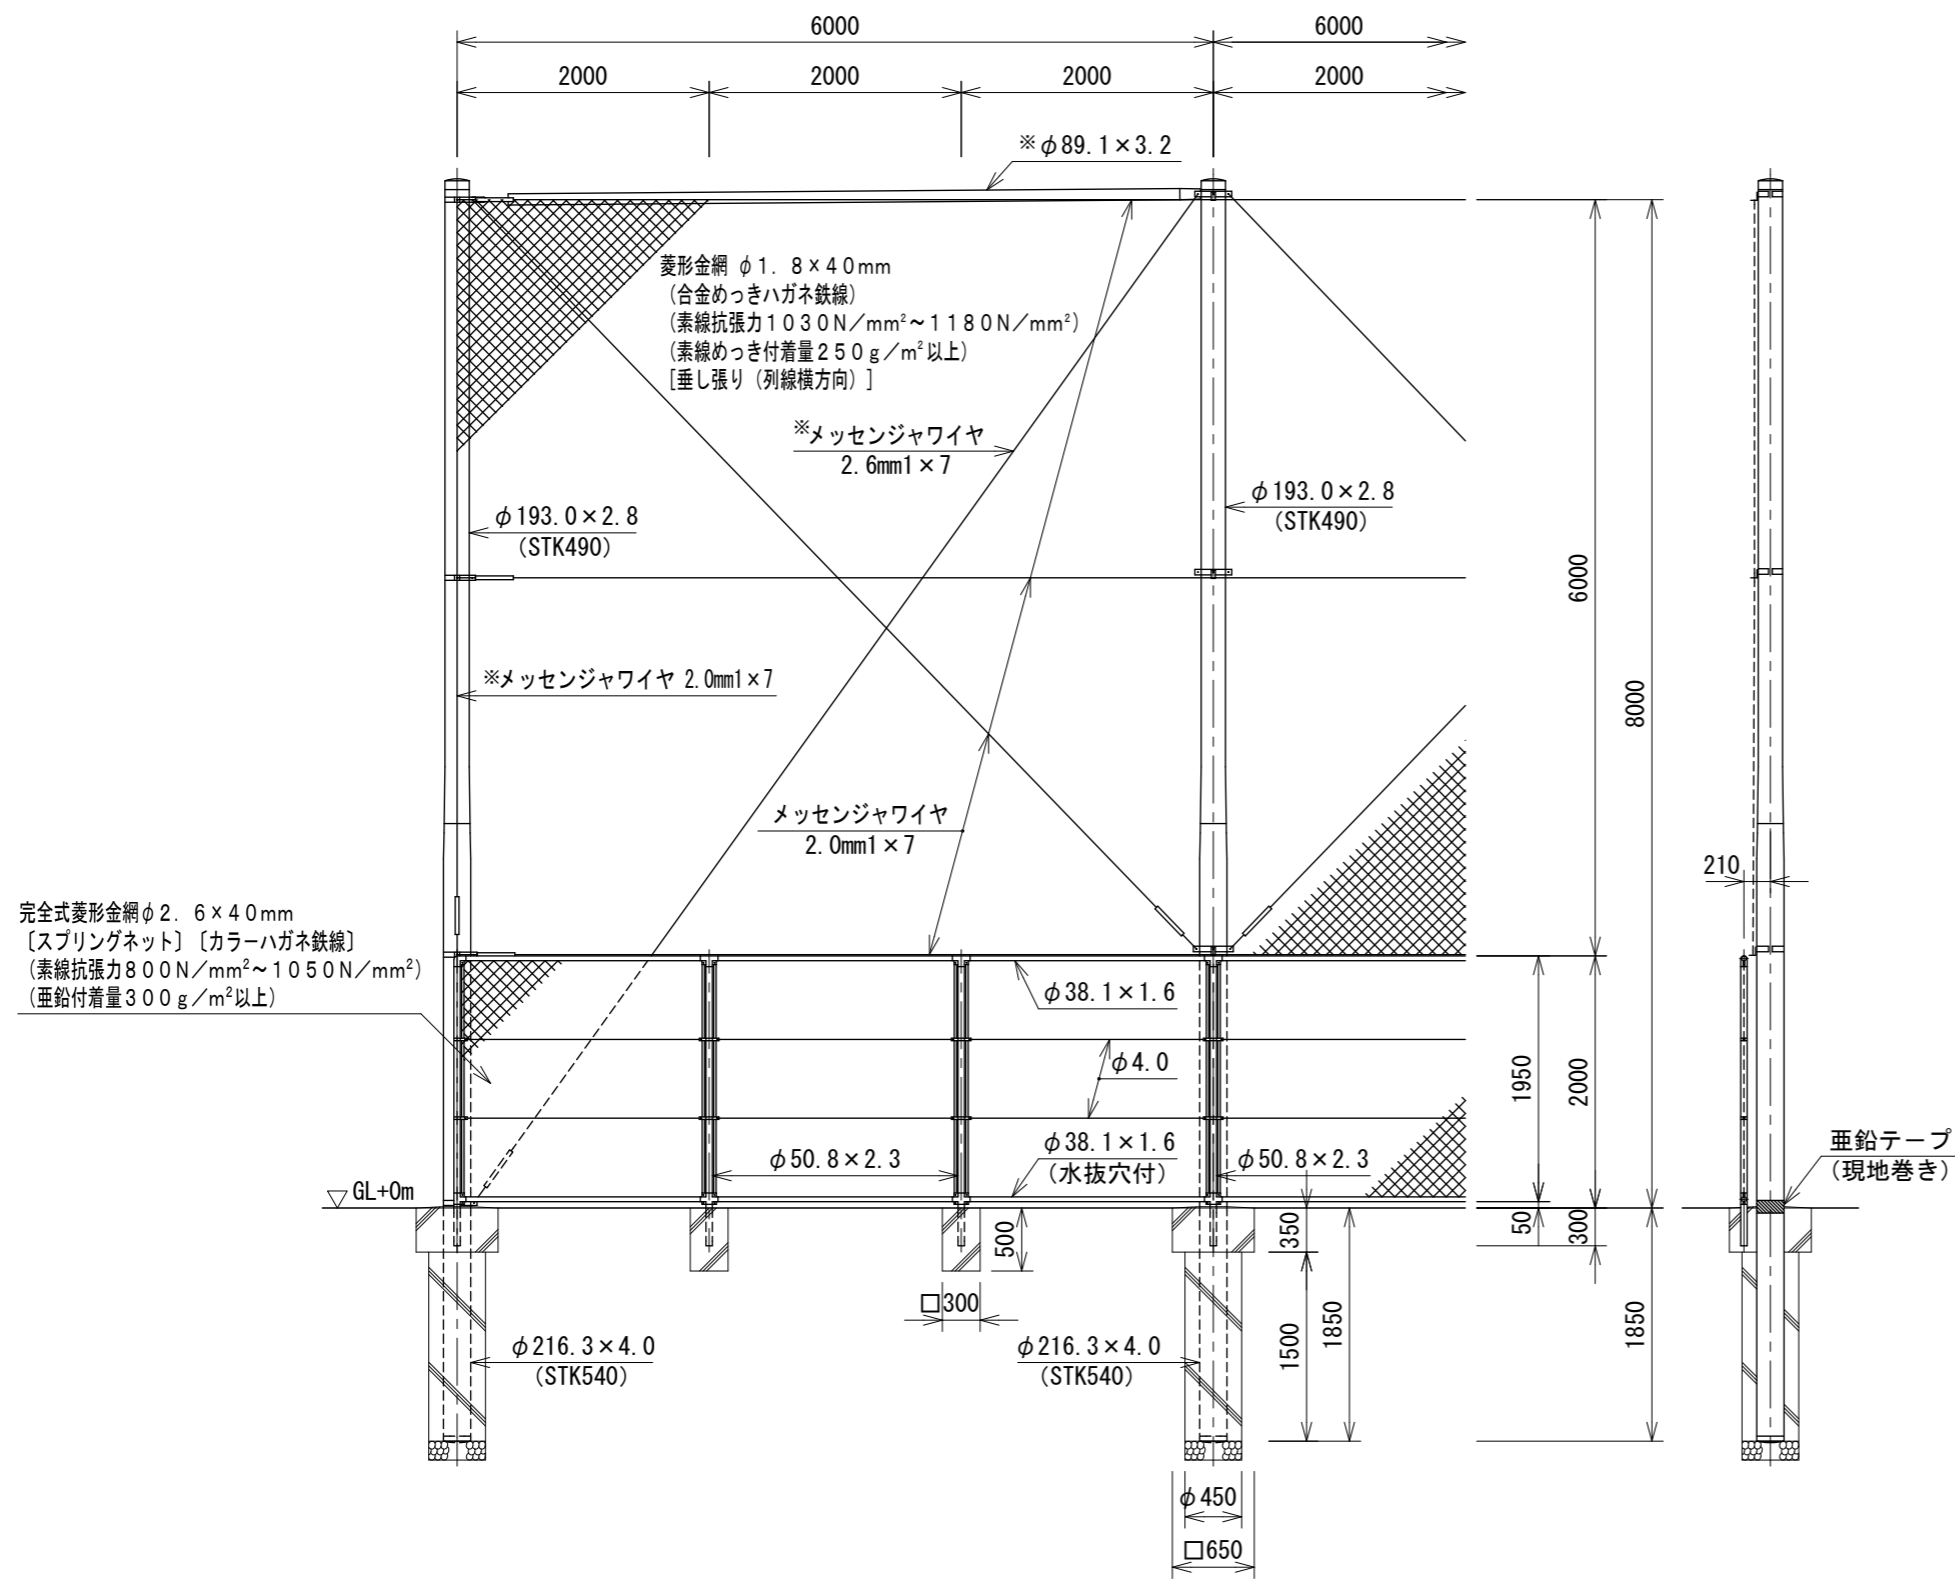 6000
6000
2000
2000
2000
2000
※φ89.1×3.2
菱形金網 φ1.8×40mm
(合金めっきハガネ鉄線)
(素線抗張力1030N/mm²~1180N/mm²)
(素線めっき付着量250g/m²以上)
[垂し張り(列線横方向)]
※メッセンジャワイヤ
2.6mm1×7
φ193.0×2.8
(STK490)
φ193.0×2.8
(STK490)
6000
8000
※メッセンジャワイヤ 2.0mm1×7
メッセンジャワイヤ
2.0mm1×7
210
完全式菱形金網φ2.6×40mm
〔スプリングネット〕〔カラーハガネ鉄線〕
(素線抗張力800N/mm²~1050N/mm²)
(亜鉛付着量300g/m²以上)
φ38.1×1.6
φ4.0
1950
2000
φ50.8×2.3
φ38.1×1.6
(水抜穴付)
φ50.8×2.3
亜鉛テープ
(現地巻き)
GL+0m
500
350
50
300
□300
φ216.3×4.0
(STK540)
φ216.3×4.0
(STK540)
1500
1850
1850
φ450
□650